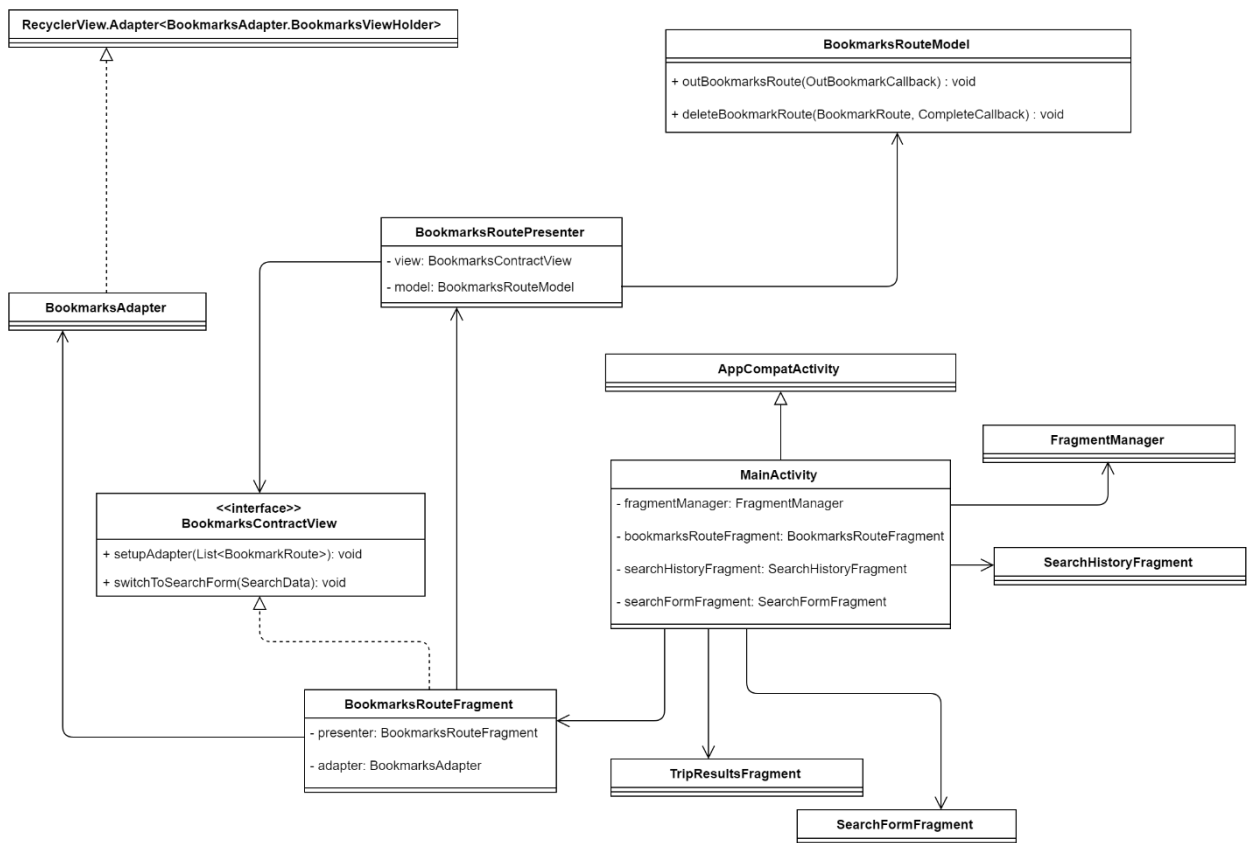 RecyclerView.Adapter<BookmarksAdapter.BookmarksViewHolder>
BookmarksRouteModel
+ outBookmarksRoute(OutBookmarkCallback) : void
+ deleteBookmarkRoute(BookmarkRoute, CompleteCallback) : void
BookmarksRoutePresenter
- view: BookmarksContractView
- model: BookmarksRouteModel
BookmarksAdapter
AppCompatActivity
FragmentManager
MainActivity
- fragmentManager: FragmentManager
- bookmarksRouteFragment: BookmarksRouteFragment
- searchHistoryFragment: SearchHistoryFragment
- searchFormFragment: SearchFormFragment
<<interface>>
BookmarksContractView
+ setupAdapter(List<BookmarkRoute>): void
+ switchToSearchForm(SearchData): void
SearchHistoryFragment
BookmarksRouteFragment
- presenter: BookmarksRouteFragment
- adapter: BookmarksAdapter
TripResultsFragment
SearchFormFragment